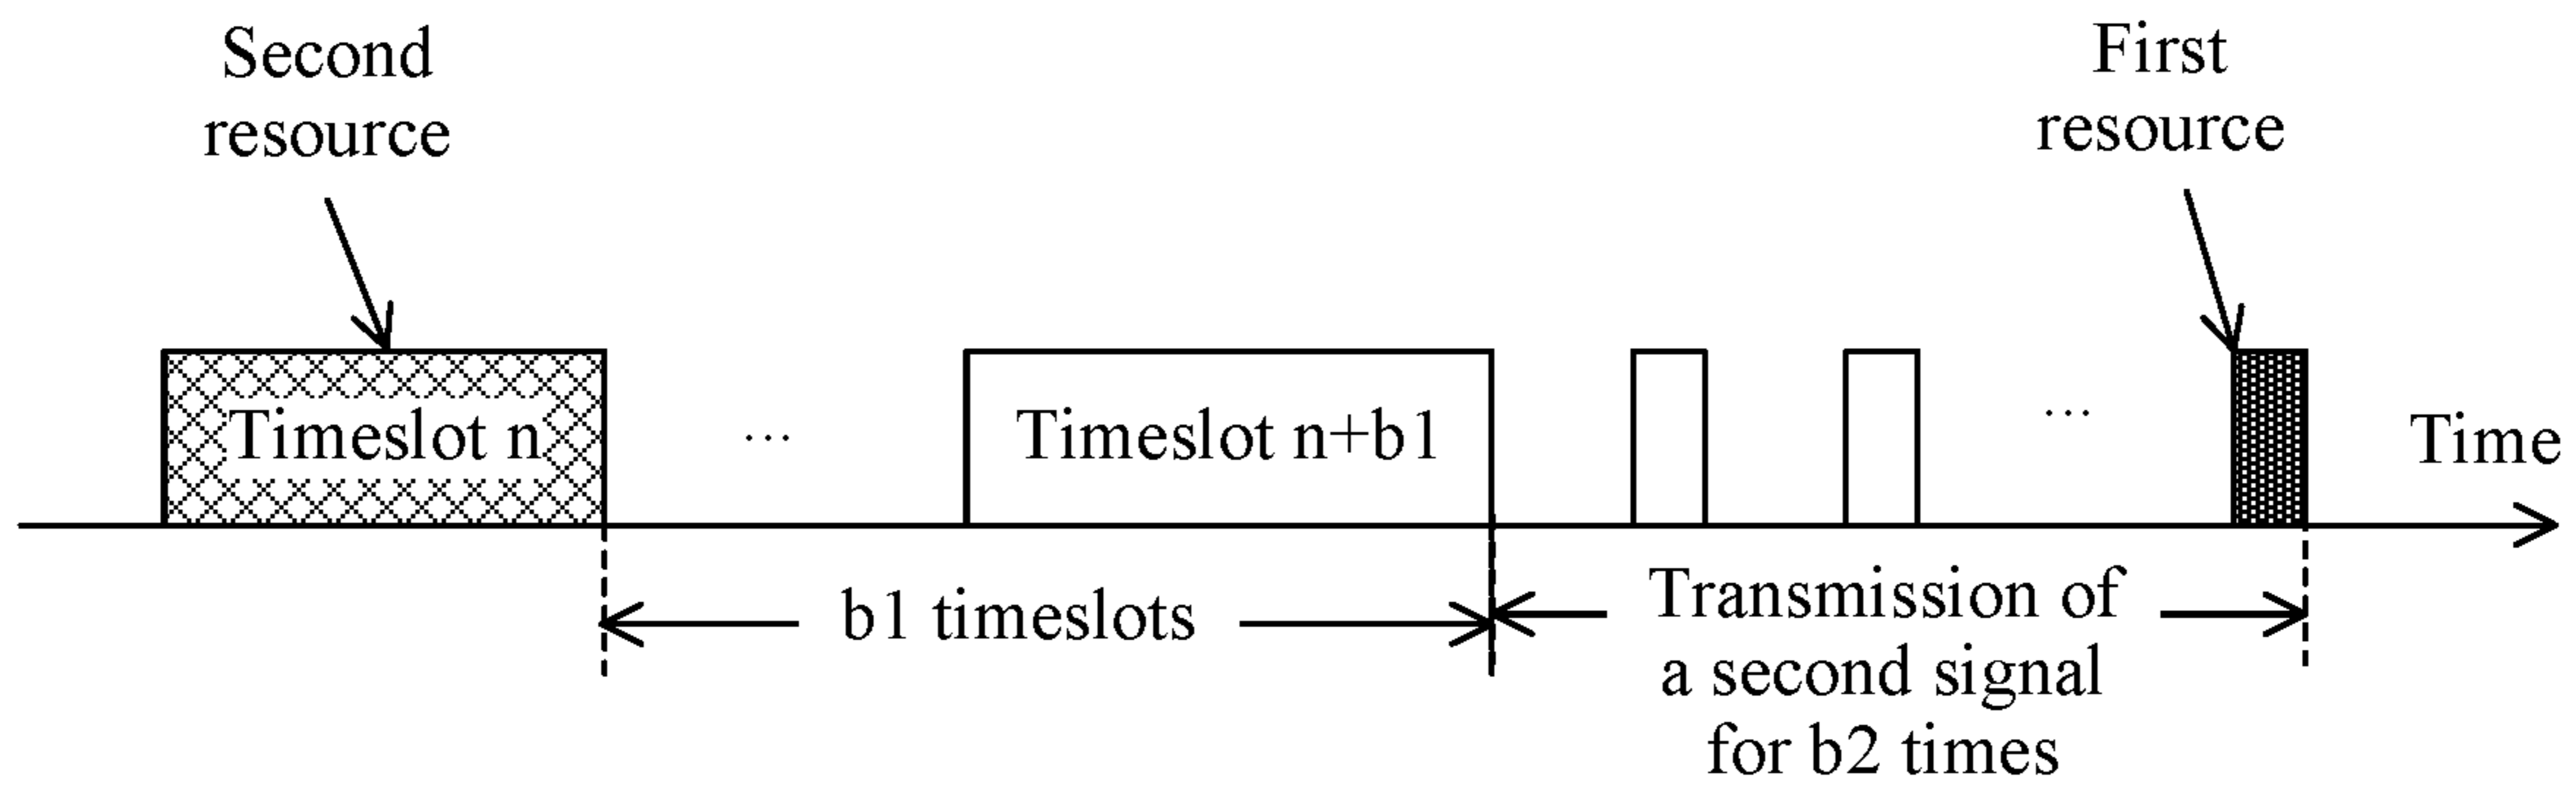 Second
resource
First
resource
Timeslot n
...
Timeslot n+b1
...
Time
b1 timeslots
Transmission of
a second signal
for b2 times